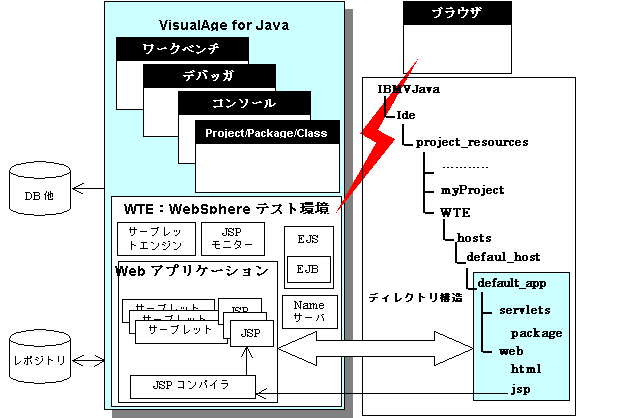 VisualAge for Java
ワークベンチ
デバッガ
コンソール
Project/Package/Class
DB 他
WTE：WebSphere テスト環境
サーブレッ
トエンジン
JSP
モニター
EJS
EJB
Web アプリケーション
サーブレット
サーブレット
サーブレット
JSP
JSP
Name
サーバ
レポジトリ
JSP コンパイラ
ブラウザ
IBMVJava
Ide
project_resources
............
myProject
WTE
hosts
defaul_host
default_app
ディレクトリ構造
servlets
package
web
html
jsp